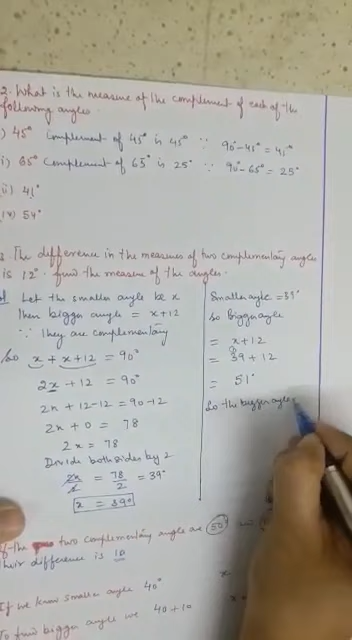 2. What is the measure of the complement of each of the
following angles.
i) 45° Complement of 45° is 45° ∵ 90°-45°=45°
ii) 65° Complement of 65° is 25° ∵ 90°-65°=25°
iii) 41°
iv) 54°
3. The difference in the measures of two complementary angles
is 12°. find the measure of the angles.
Let the smaller angle be x
Then bigger angle = x+12
∵ They are complementary
So x + x+12 = 90°
2x + 12 = 90°
2x + 12-12 = 90-12
2x + 0 = 78
2x = 78
Divide both sides by 2
2x/2 = 78/2 = 39°
x = 39°
Smaller angle = 39°
So bigger angle
= x+12
= 39 + 12
= 51°
So the bigger angle
If the two complementary angles are 50°
Their difference is 10
If we know smaller angle 40°
To find bigger angle we 40+10